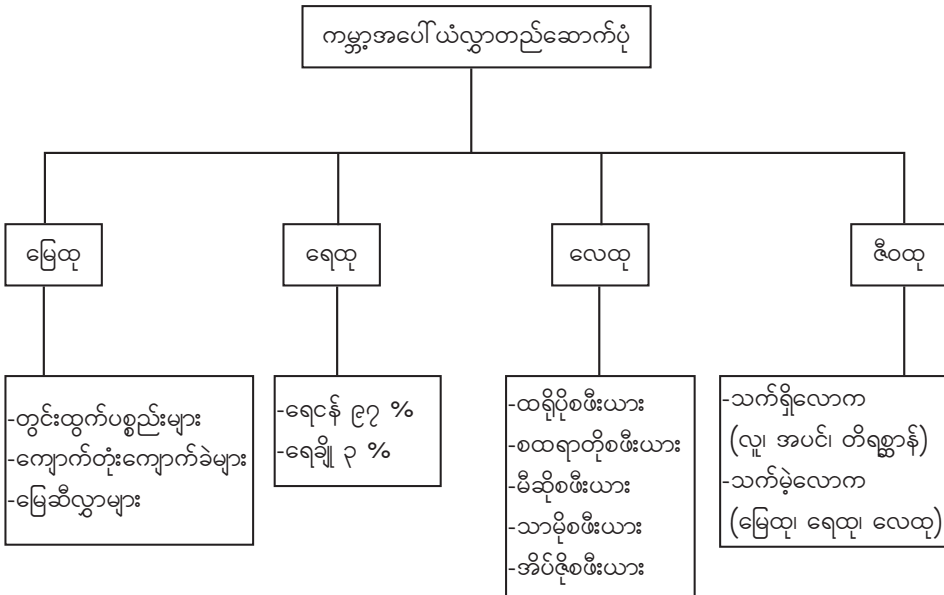 ကမ္ဘာ့အပေါ်ယံလွှာတည်ဆောက်ပုံ
မြေထု
ရေထု
လေထု
ဇီဝထု
-တွင်းထွက်ပစ္စည်းများ
-ကျောက်တုံးကျောက်ခဲများ
-မြေဆီလွှာများ
-ရေငန် ၉၇ %
-ရေချို ၃ %
-ထရိုပိုစဖီးယား
-စထရာတိုစဖီးယား
-မီဆိုစဖီးယား
-သာမိုစဖီးယား
-အိပ်ဇိုစဖီးယား
-သက်ရှိလောက
(လူ၊ အပင်၊ တိရစ္ဆာန်)
-သက်မဲ့လောက
(မြေထု၊ ရေထု၊ လေထု)